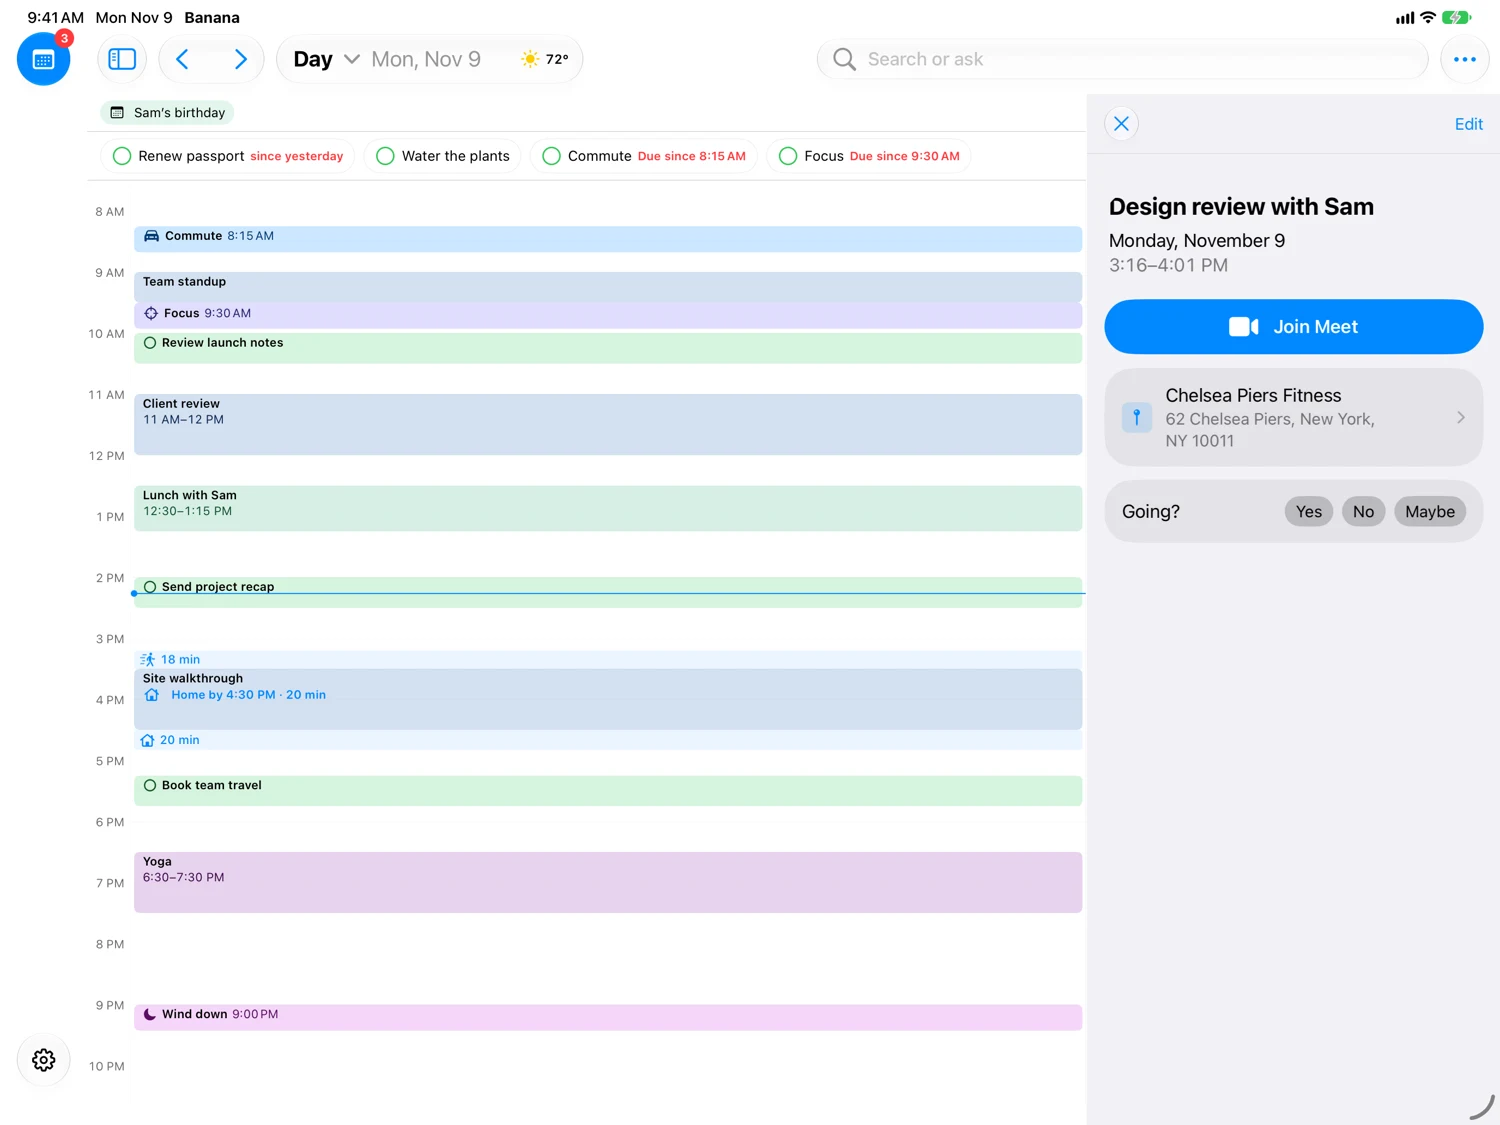 9:41 AM Mon Nov 9 Banana
3
Day Mon, Nov 9 72°
Search or ask
Sam's birthday
Renew passport since yesterday
Water the plants
Commute Due since 8:15 AM
Focus Due since 9:30 AM
8 AM
Commute 8:15 AM
9 AM
Team standup
Focus 9:30 AM
10 AM
Review launch notes
11 AM
Client review
11 AM–12 PM
12 PM
Lunch with Sam
12:30–1:15 PM
1 PM
2 PM
Send project recap
3 PM
18 min
Site walkthrough
Home by 4:30 PM · 20 min
4 PM
20 min
5 PM
Book team travel
6 PM
Yoga
6:30–7:30 PM
7 PM
8 PM
9 PM
Wind down 9:00 PM
10 PM
Edit
Design review with Sam
Monday, November 9
3:16–4:01 PM
Join Meet
Chelsea Piers Fitness
62 Chelsea Piers, New York,
NY 10011
Going? Yes No Maybe